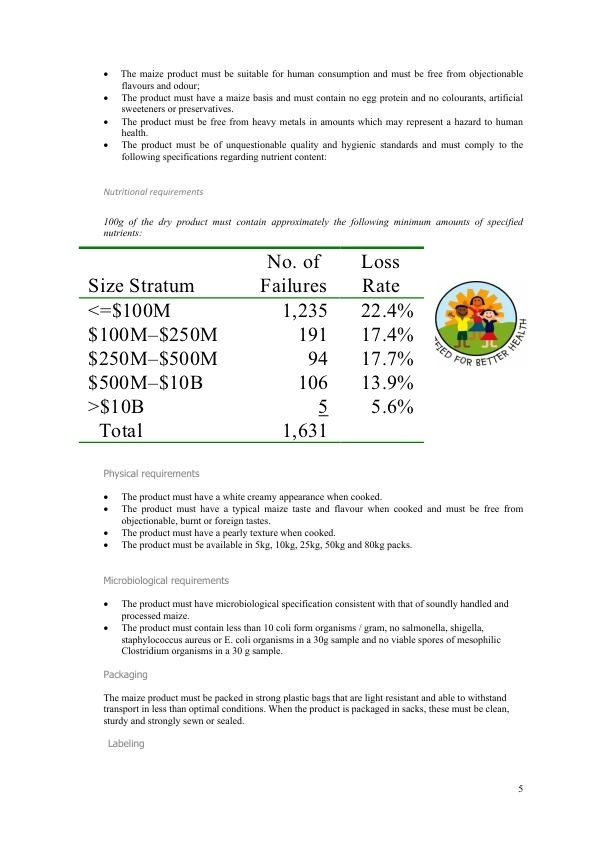 • The maize product must be suitable for human consumption and must be free from objectionable
flavours and odour;
• The product must have a maize basis and must contain no egg protein and no colourants, artificial
sweeteners or preservatives.
• The product must be free from heavy metals in amounts which may represent a hazard to human
health.
• The product must be of unquestionable quality and hygienic standards and must comply to the
following specifications regarding nutrient content:
Nutritional requirements
100g of the dry product must contain approximately the following minimum amounts of specified
nutrients:
No. of Loss
Size Stratum Failures Rate
<=$100M 1,235 22.4%
$100M–$250M 191 17.4%
$250M–$500M 94 17.7%
$500M–$10B 106 13.9%
>$10B 5 5.6%
Total 1,631
FIED FOR BETTER HEALTH
Physical requirements
• The product must have a white creamy appearance when cooked.
• The product must have a typical maize taste and flavour when cooked and must be free from
objectionable, burnt or foreign tastes.
• The product must have a pearly texture when cooked.
• The product must be available in 5kg, 10kg, 25kg, 50kg and 80kg packs.
Microbiological requirements
• The product must have microbiological specification consistent with that of soundly handled and
processed maize.
• The product must contain less than 10 coli form organisms / gram, no salmonella, shigella,
staphylococcus aureus or E. coli organisms in a 30g sample and no viable spores of mesophilic
Clostridium organisms in a 30 g sample.
Packaging
The maize product must be packed in strong plastic bags that are light resistant and able to withstand
transport in less than optimal conditions. When the product is packaged in sacks, these must be clean,
sturdy and strongly sewn or sealed.
Labeling
5